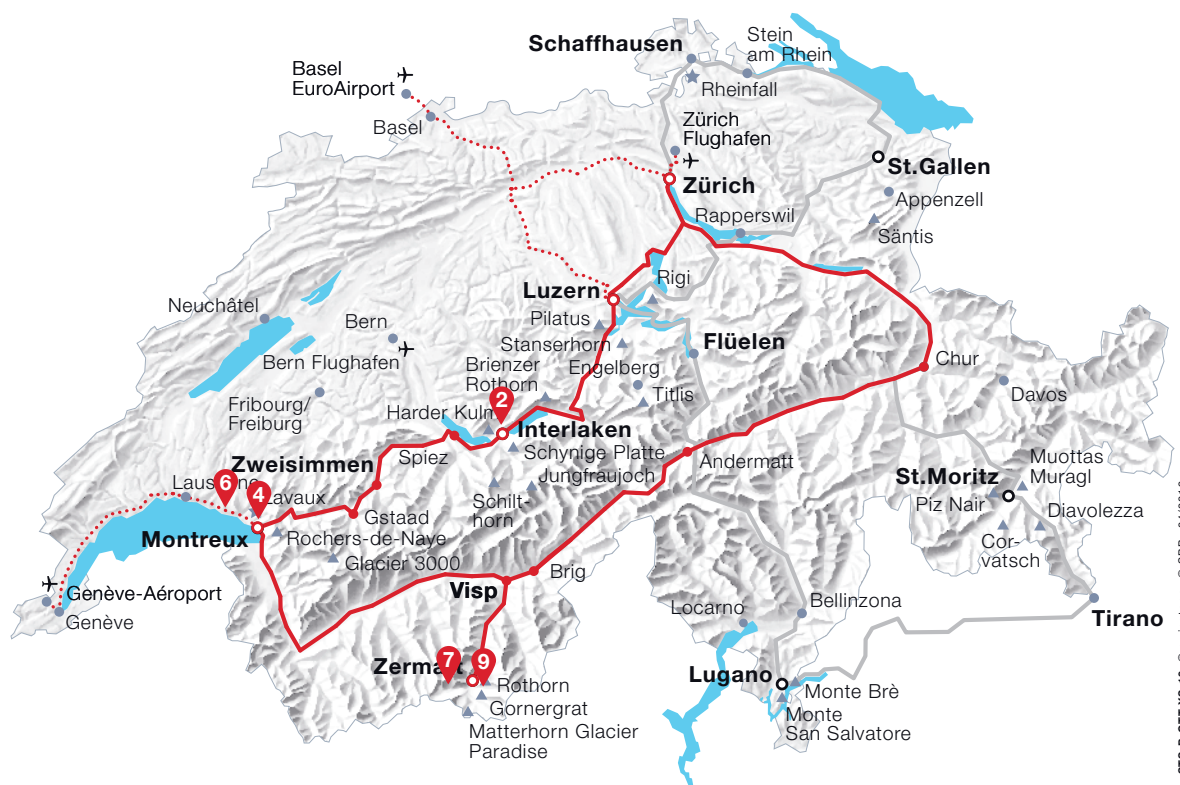 Schaffhausen
Stein
am Rhein
Rheinfall
Basel
EuroAirport
Basel
Zürich
Flughafen
Zürich
St.Gallen
Appenzell
Säntis
Rapperswil
Rigi
Luzern
Pilatus
Stanserhorn
Flüelen
Neuchâtel
Bern
Bern Flughafen
Brienzer
Rothorn
Engelberg
Titlis
Chur
Davos
Fribourg/
Freiburg
Harder Kulm
2
Interlaken
Schynige Platte
Jungfraujoch
Spiez
Zweisimmen
Andermatt
Schilt-
horn
St.Moritz
Muottas
Muragl
Piz Nair
Diavolezza
Cor-
vatsch
Lausanne
6
4
Lavaux
Gstaad
Montreux
Rochers-de-Naye
Glacier 3000
Brig
Visp
Genève-Aéroport
Genève
Locarno
Bellinzona
Tirano
7
9
Zermatt
Rothorn
Gornergrat
Matterhorn Glacier
Paradise
Lugano
Monte Brè
Monte
San Salvatore